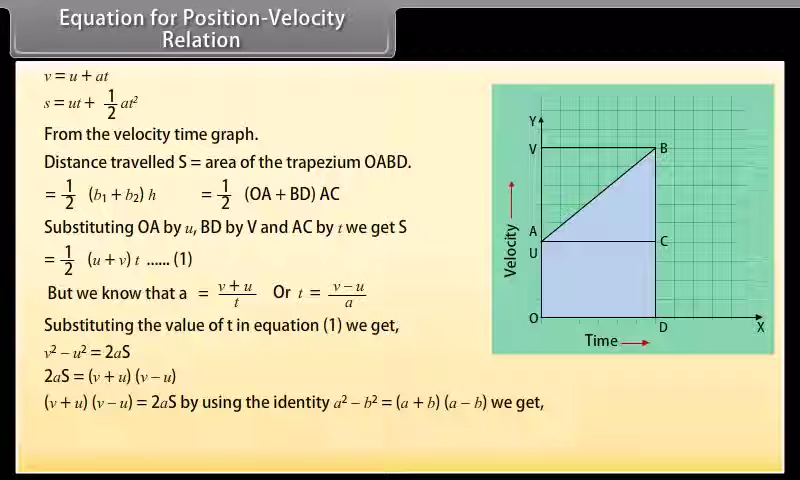 Equation for Position-Velocity
Relation
v = u + at
s = ut + 1/2 at²
From the velocity time graph.
Distance travelled S = area of the trapezium OABD.
= 1/2 (b₁ + b₂) h = 1/2 (OA + BD) AC
Substituting OA by u, BD by V and AC by t we get S
= 1/2 (u + v) t ...... (1)
But we know that a = v + u/t Or t = v – u/a
Substituting the value of t in equation (1) we get,
v² – u² = 2aS
2aS = (v + u) (v – u)
(v + u) (v – u) = 2aS by using the identity a² – b² = (a + b) (a – b) we get,
Y
V
B
A
C
U
Velocity
O
D
X
Time